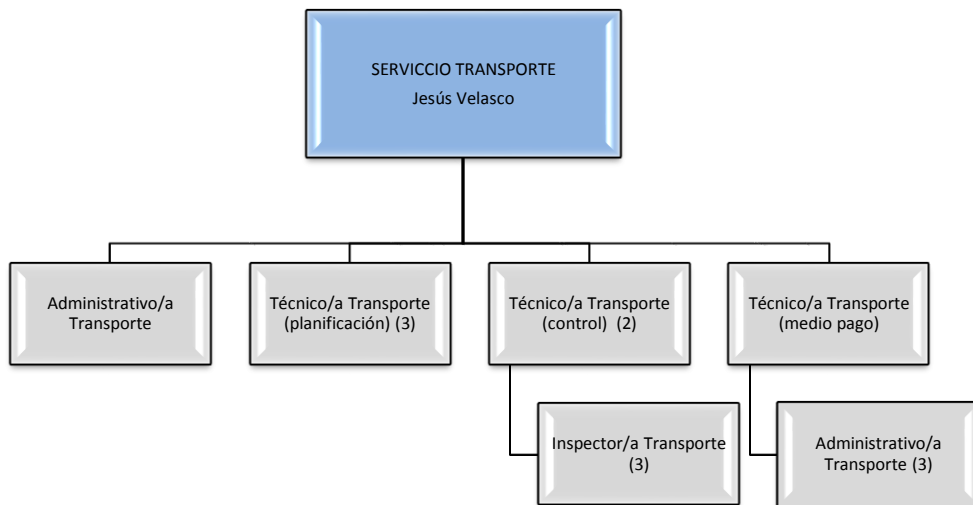 SERVICCIO TRANSPORTE
Jesús Velasco
Administrativo/a
Transporte
Técnico/a Transporte
(planificación) (3)
Técnico/a Transporte
(control) (2)
Técnico/a Transporte
(medio pago)
Inspector/a Transporte
(3)
Administrativo/a
Transporte (3)